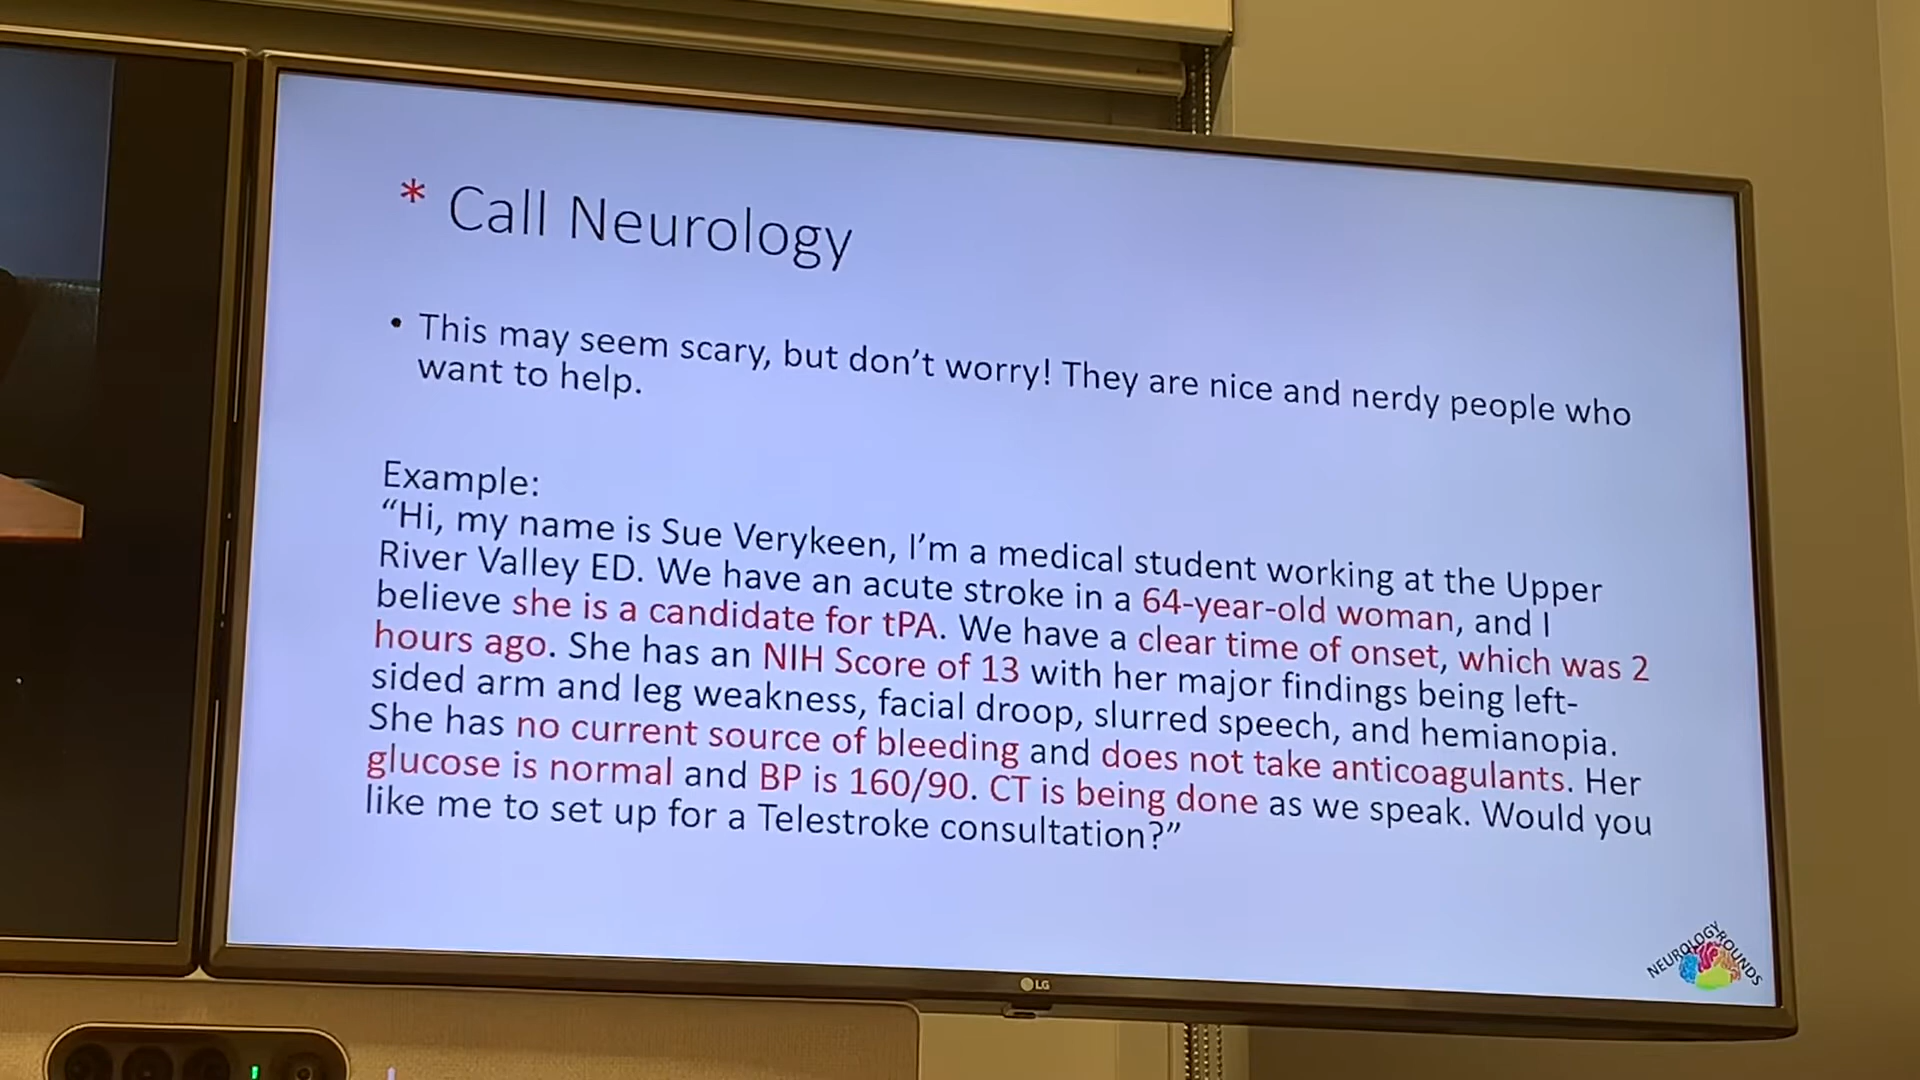 * Call Neurology
• This may seem scary, but don’t worry! They are nice and nerdy people who
want to help.
Example:
“Hi, my name is Sue Verykeen, I’m a medical student working at the Upper
River Valley ED. We have an acute stroke in a 64-year-old woman, and I
believe she is a candidate for tPA. We have a clear time of onset, which was 2
hours ago. She has an NIH Score of 13 with her major findings being left-
sided arm and leg weakness, facial droop, slurred speech, and hemianopia.
She has no current source of bleeding and does not take anticoagulants. Her
glucose is normal and BP is 160/90. CT is being done as we speak. Would you
like me to set up for a Telestroke consultation?”
NEUROLOGY ROUNDS
LG